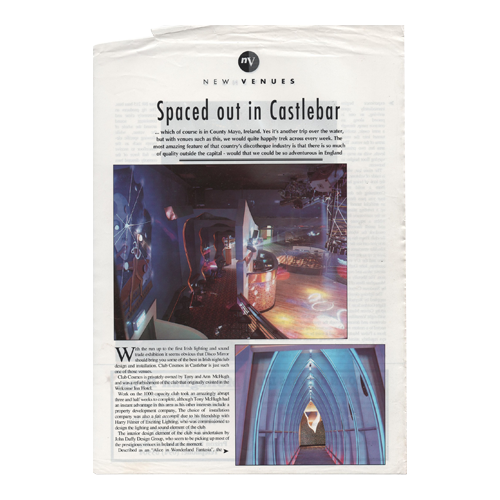 nV
NEW VENUES
Spaced out in Castlebar
... which of course is in County Mayo, Ireland. Yes it's another trip over the water,
but with venues such as this, we would quite happily trek across every week. The
most amazing feature of that country's discotheque industry is that there is so much
of quality outside the capital - would that we could be so adventurous in England
With the run up to the first Irish lighting and sound
trade exhibition it seems obvious that Disco Mirror
should bring you some of the best in Irish nightclub
design and installation. Club Cosmos in Castlebar is just such
one of those venues.
Club Cosmos is privately owned by Tony and Ann McHugh
and was a refurbishment of the club that originally existed in the
Welcome Inn Hotel.
Work on the 1000 capacity club took an amazingly abrupt
three and half weeks to complete, although Tony McHugh had
an instant advantage in this area as his other interests include a
property development company. The choice of installation
company was also a fait accompli due to his friendship with
Harry Fitmer of Exciting Lighting, who was commissioned to
design the lighting and sound element of the club.
The interior design element of the club was undertaken by
John Duffy Design Group, who seem to be picking up most of
the prestigious venues in Ireland at the moment.
Described as an "Alice in Wonderland Fantasia", the